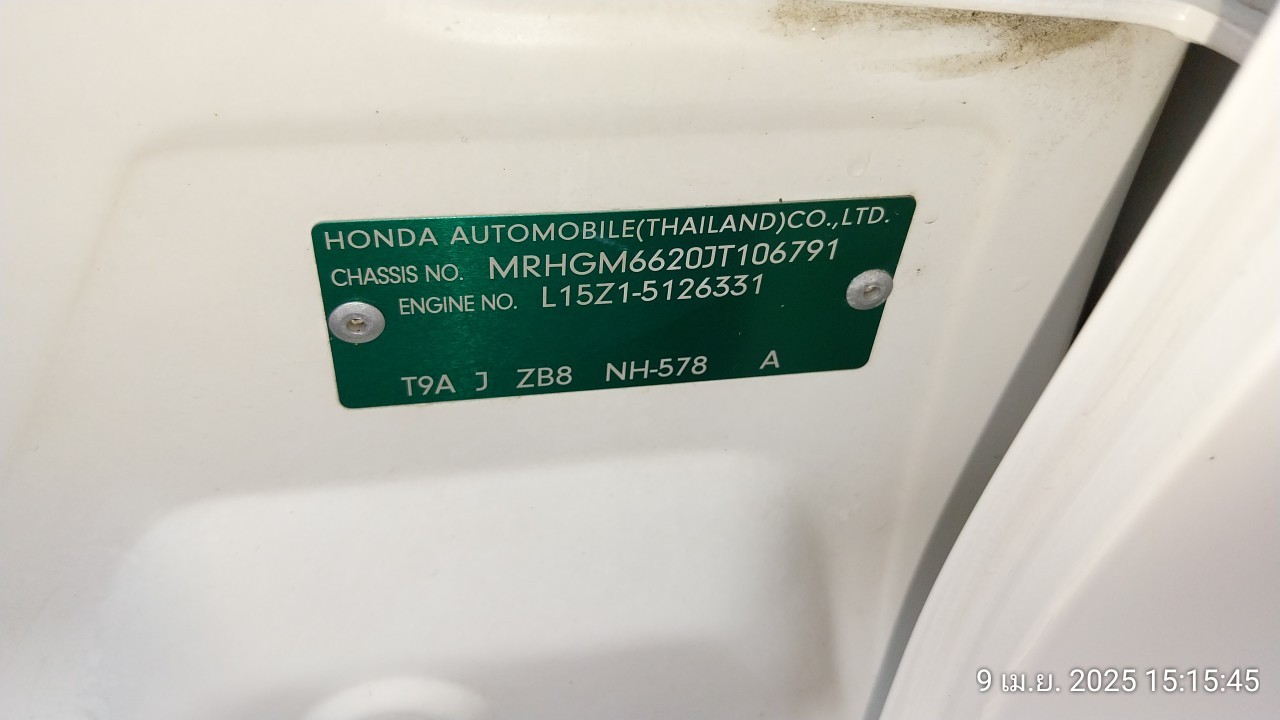 HONDA AUTOMOBILE(THAILAND)CO.,LTD.
CHASSIS NO. MRHGM6620JT106791
ENGINE NO. L15Z1-5126331
T9A J ZB8 NH-578 A
9 เม.ย. 2025 15:15:45